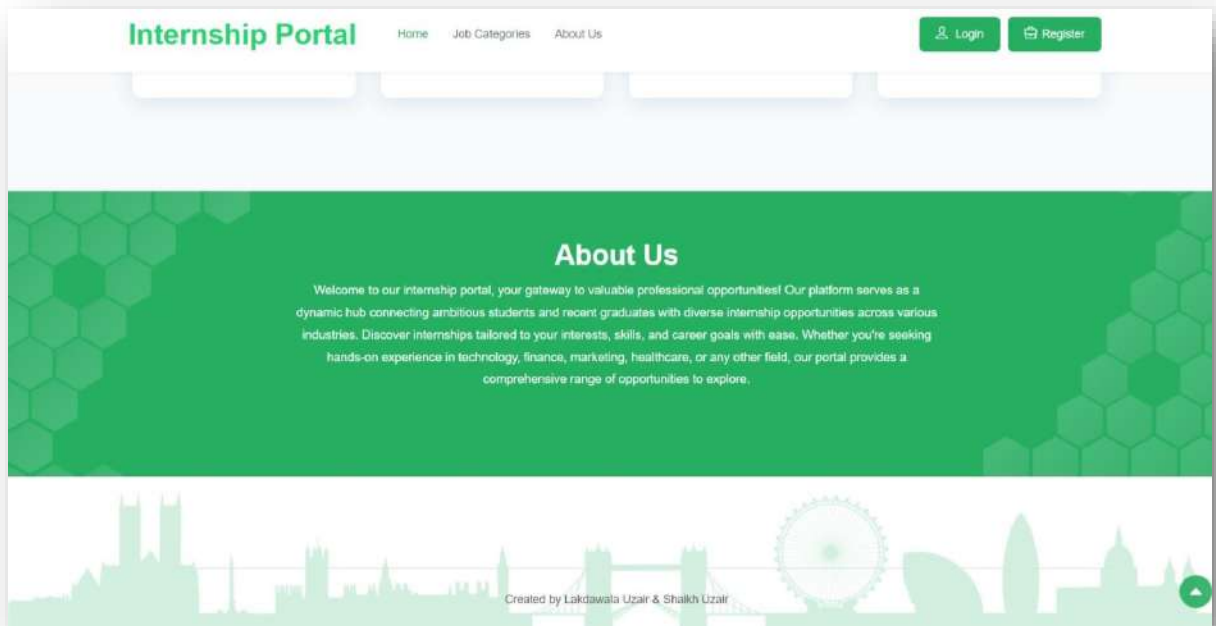 Internship Portal
Home Job Categories About Us
Login Register
About Us
Welcome to our internship portal, your gateway to valuable professional opportunities! Our platform serves as a
dynamic hub connecting ambitious students and recent graduates with diverse internship opportunities across various
industries. Discover internships tailored to your interests, skills, and career goals with ease. Whether you're seeking
hands-on experience in technology, finance, marketing, healthcare, or any other field, our portal provides a
comprehensive range of opportunities to explore.
Created by Lakdawala Uzair & Shaikh Uzair